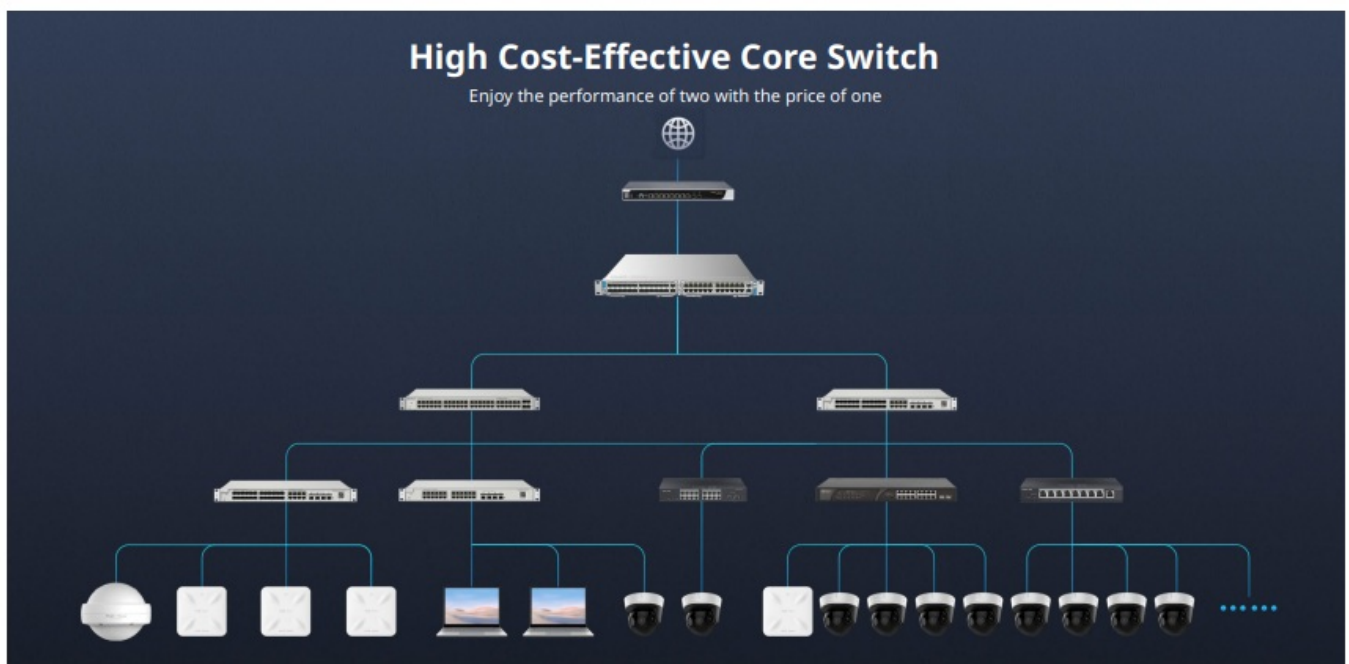 High Cost-Effective Core Switch
Enjoy the performance of two with the price of one